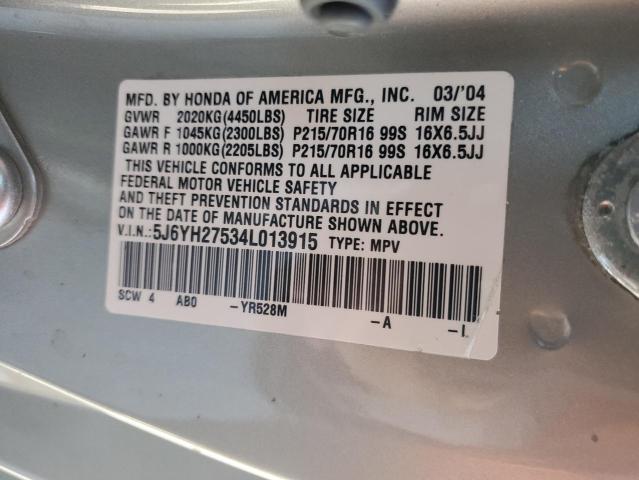 MFD. BY HONDA OF AMERICA MFG., INC. 03/'04
GVWR 2020KG(4450LBS) TIRE SIZE RIM SIZE
GAWR F 1045KG(2300LBS) P215/70R16 99S 16X6.5JJ
GAWR R 1000KG(2205LBS) P215/70R16 99S 16X6.5JJ
THIS VEHICLE CONFORMS TO ALL APPLICABLE
FEDERAL MOTOR VEHICLE SAFETY
AND THEFT PREVENTION STANDARDS IN EFFECT
ON THE DATE OF MANUFACTURE SHOWN ABOVE.
V.I.N.:5J6YH27534L013915 TYPE: MPV
SCW 4 AB0 -YR528M -A -I